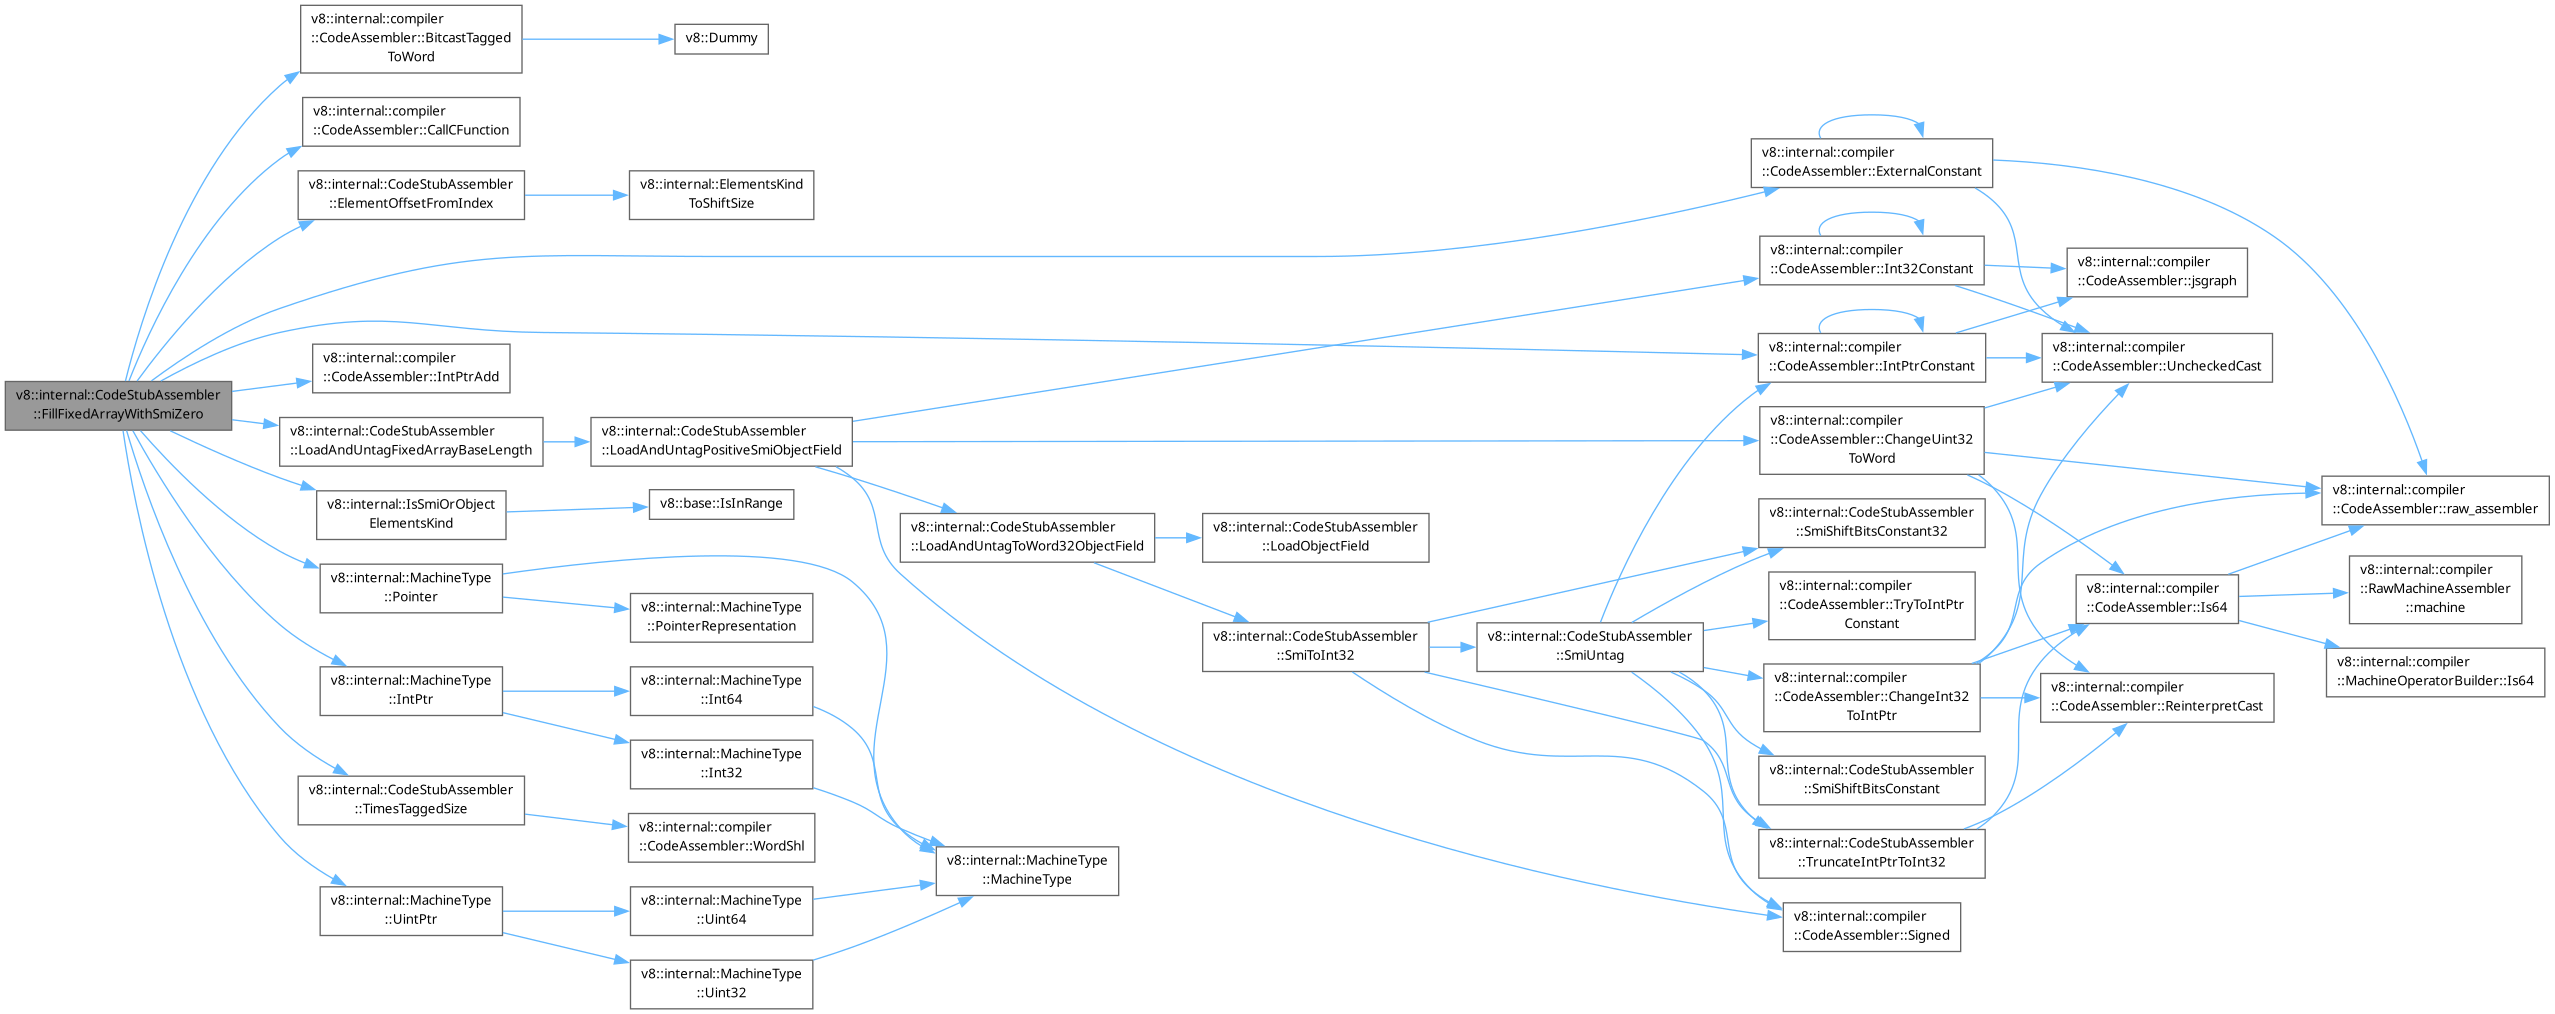 v8::internal::CodeStubAssembler
::FillFixedArrayWithSmiZero
v8::internal::compiler
::CodeAssembler::BitcastTagged
ToWord
v8::Dummy
v8::internal::compiler
::CodeAssembler::CallCFunction
v8::internal::CodeStubAssembler
::ElementOffsetFromIndex
v8::internal::ElementsKind
ToShiftSize
v8::internal::compiler
::CodeAssembler::IntPtrAdd
v8::internal::CodeStubAssembler
::LoadAndUntagFixedArrayBaseLength
v8::internal::CodeStubAssembler
::LoadAndUntagPositiveSmiObjectField
v8::internal::IsSmiOrObject
ElementsKind
v8::base::IsInRange
v8::internal::MachineType
::Pointer
v8::internal::MachineType
::PointerRepresentation
v8::internal::MachineType
::IntPtr
v8::internal::MachineType
::Int64
v8::internal::MachineType
::Int32
v8::internal::CodeStubAssembler
::TimesTaggedSize
v8::internal::compiler
::CodeAssembler::WordShl
v8::internal::MachineType
::UintPtr
v8::internal::MachineType
::Uint64
v8::internal::MachineType
::Uint32
v8::internal::MachineType
::MachineType
v8::internal::CodeStubAssembler
::LoadAndUntagToWord32ObjectField
v8::internal::CodeStubAssembler
::LoadObjectField
v8::internal::CodeStubAssembler
::SmiToInt32
v8::internal::CodeStubAssembler
::SmiUntag
v8::internal::compiler
::CodeAssembler::ExternalConstant
v8::internal::compiler
::CodeAssembler::Int32Constant
v8::internal::compiler
::CodeAssembler::IntPtrConstant
v8::internal::compiler
::CodeAssembler::ChangeUint32
ToWord
v8::internal::CodeStubAssembler
::SmiShiftBitsConstant32
v8::internal::compiler
::CodeAssembler::TryToIntPtr
Constant
v8::internal::compiler
::CodeAssembler::ChangeInt32
ToIntPtr
v8::internal::CodeStubAssembler
::SmiShiftBitsConstant
v8::internal::CodeStubAssembler
::TruncateIntPtrToInt32
v8::internal::compiler
::CodeAssembler::Signed
v8::internal::compiler
::CodeAssembler::jsgraph
v8::internal::compiler
::CodeAssembler::UncheckedCast
v8::internal::compiler
::CodeAssembler::Is64
v8::internal::compiler
::CodeAssembler::ReinterpretCast
v8::internal::compiler
::CodeAssembler::raw_assembler
v8::internal::compiler
::RawMachineAssembler
::machine
v8::internal::compiler
::MachineOperatorBuilder::Is64